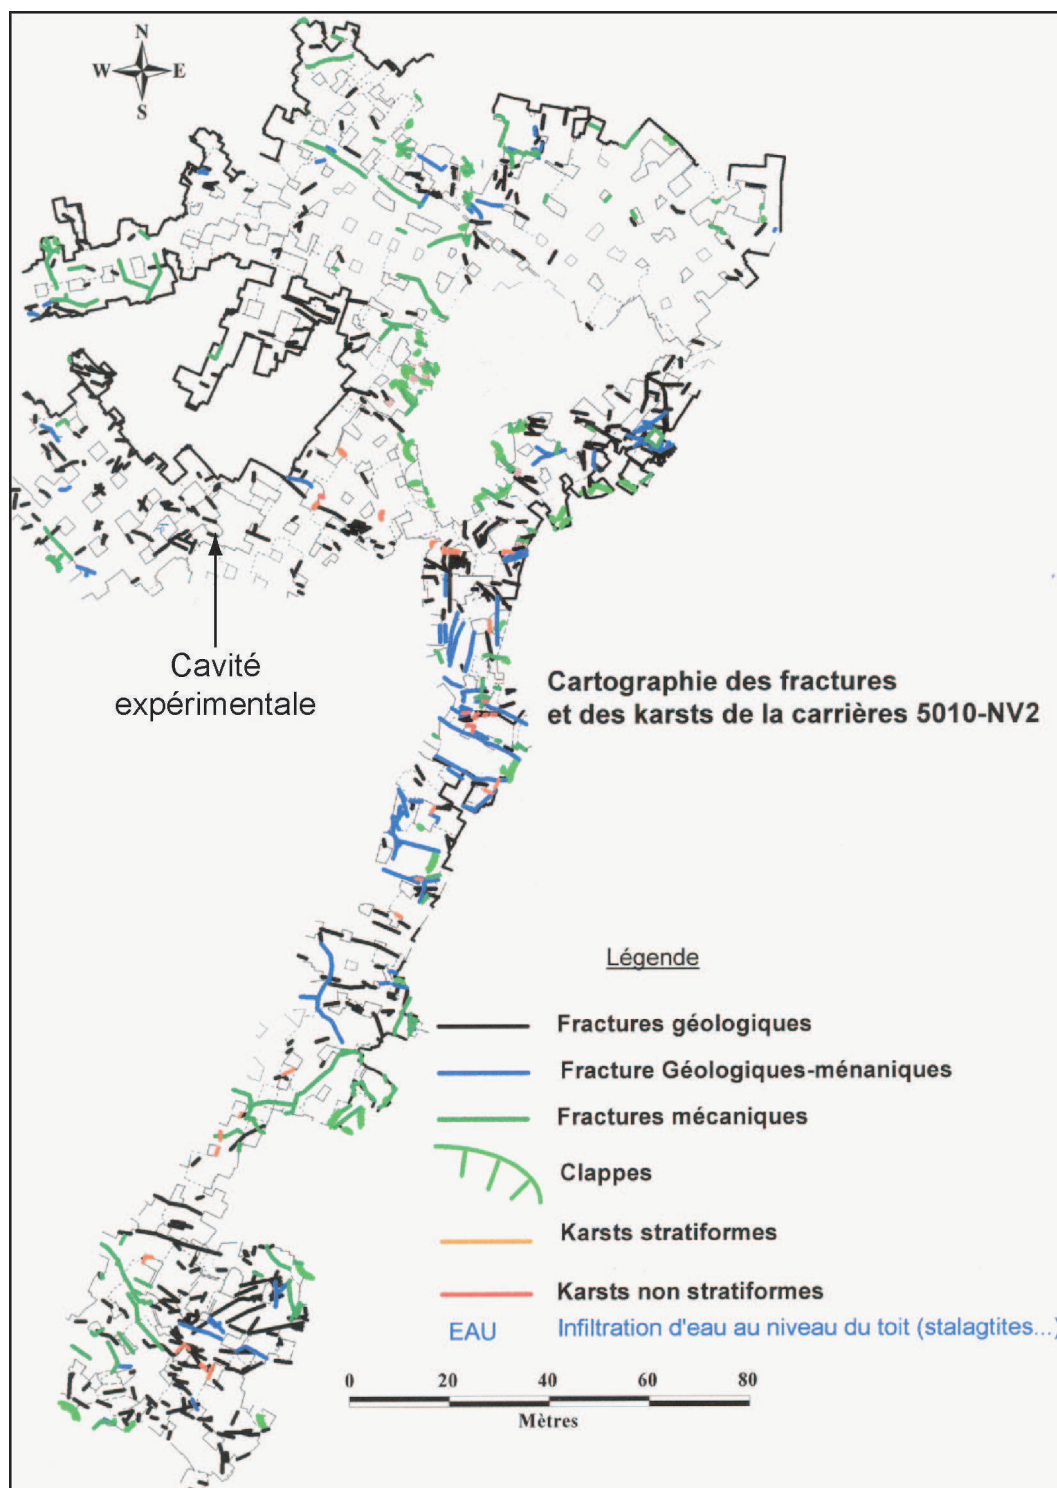 N
W E
S
Cavité
expérimentale
Cartographie des fractures
et des karsts de la carrières 5010-NV2
Légende
Fractures géologiques
Fracture Géologiques-ménaniques
Fractures mécaniques
Clappes
Karsts stratiformes
Karsts non stratiformes
EAU Infiltration d'eau au niveau du toit (stalagtites...)
0 20 40 60 80
Mètres